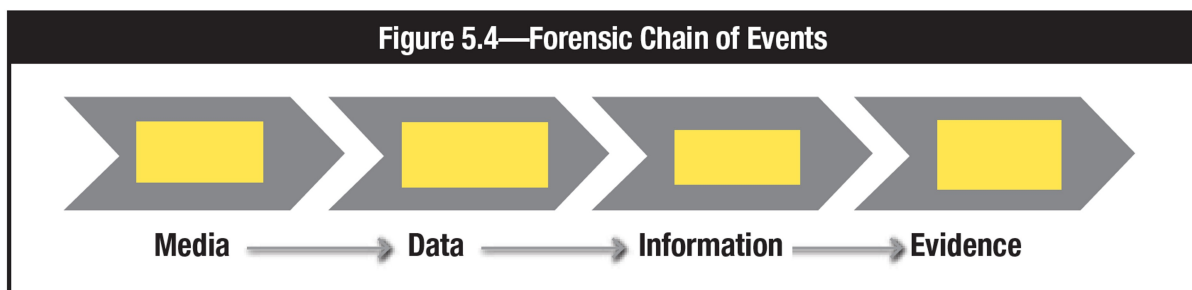 Figure 5.4—Forensic Chain of Events
Media Data Information Evidence